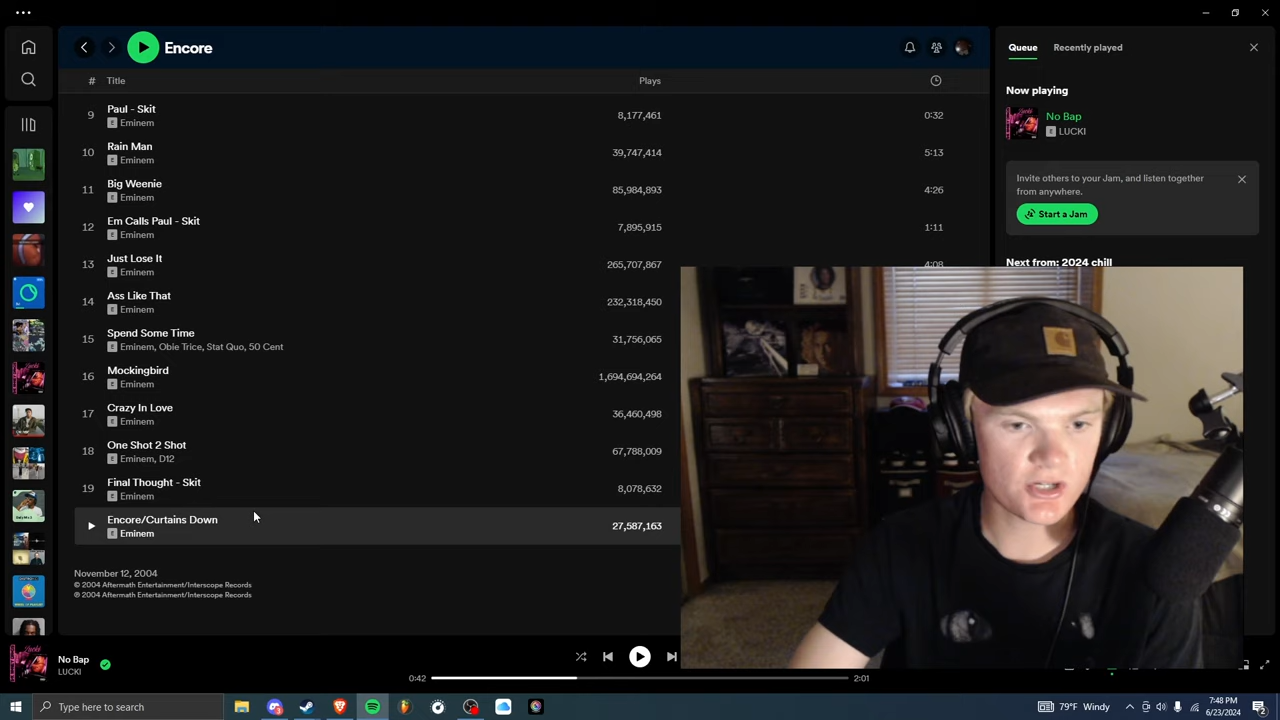 Encore
Queue
Recently played
# Title Plays
Now playing
No Bap
E LUCKI
Invite others to your Jam, and listen together
from anywhere.
Start a Jam
Next from: 2024 chill
9 Paul - Skit 8,177,461 0:32
E Eminem
10 Rain Man 39,747,414 5:13
E Eminem
11 Big Weenie 85,984,893 4:26
E Eminem
12 Em Calls Paul - Skit 7,895,915 1:11
E Eminem
13 Just Lose It 265,707,867 4:08
E Eminem
14 Ass Like That 232,318,450
E Eminem
15 Spend Some Time 31,756,065
E Eminem, Obie Trice, Stat Quo, 50 Cent
16 Mockingbird 1,694,694,264
E Eminem
17 Crazy In Love 36,460,498
E Eminem
18 One Shot 2 Shot 67,788,009
E Eminem, D12
19 Final Thought - Skit 8,078,632
E Eminem
Encore/Curtains Down 27,587,163
E Eminem
November 12, 2004
© 2004 Aftermath Entertainment/Interscope Records
℗ 2004 Aftermath Entertainment/Interscope Records
No Bap
LUCKI
0:42
2:01
Type here to search
79°F Windy
7:48 PM
6/23/2024
2